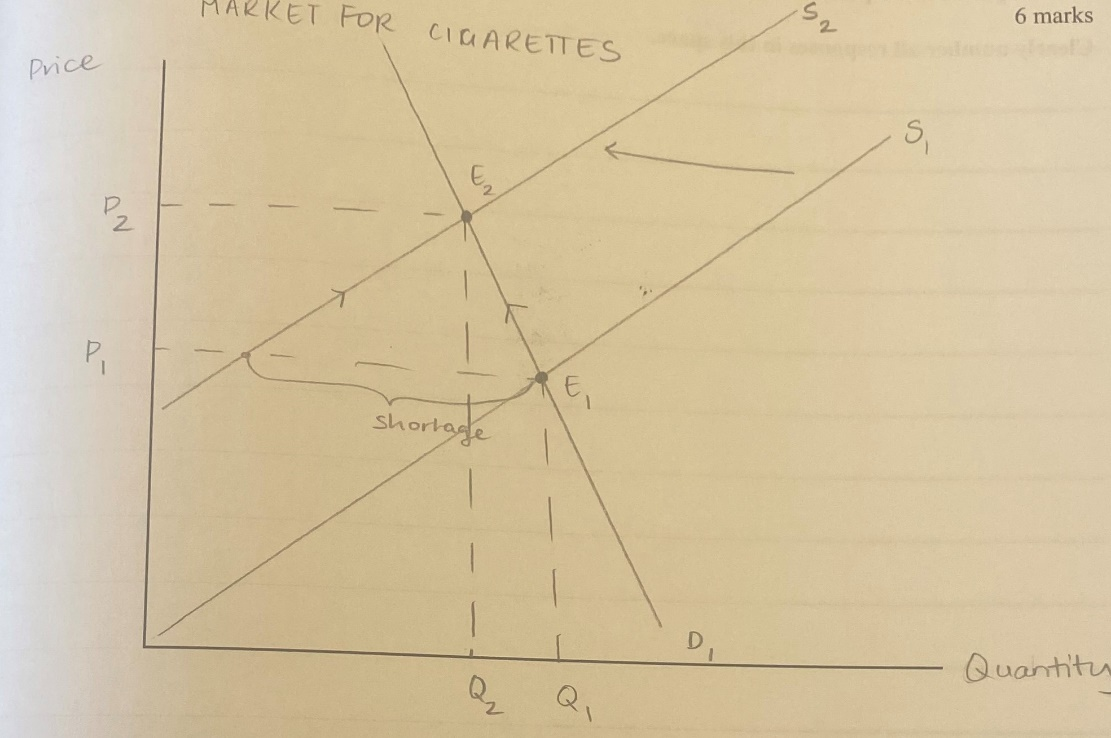 MARKET FOR CIGARETTES
6 marks
S₂
Price
S₁
E₂
P₂
P₁
E₁
shortage
D₁
Quantity
Q₂
Q₁